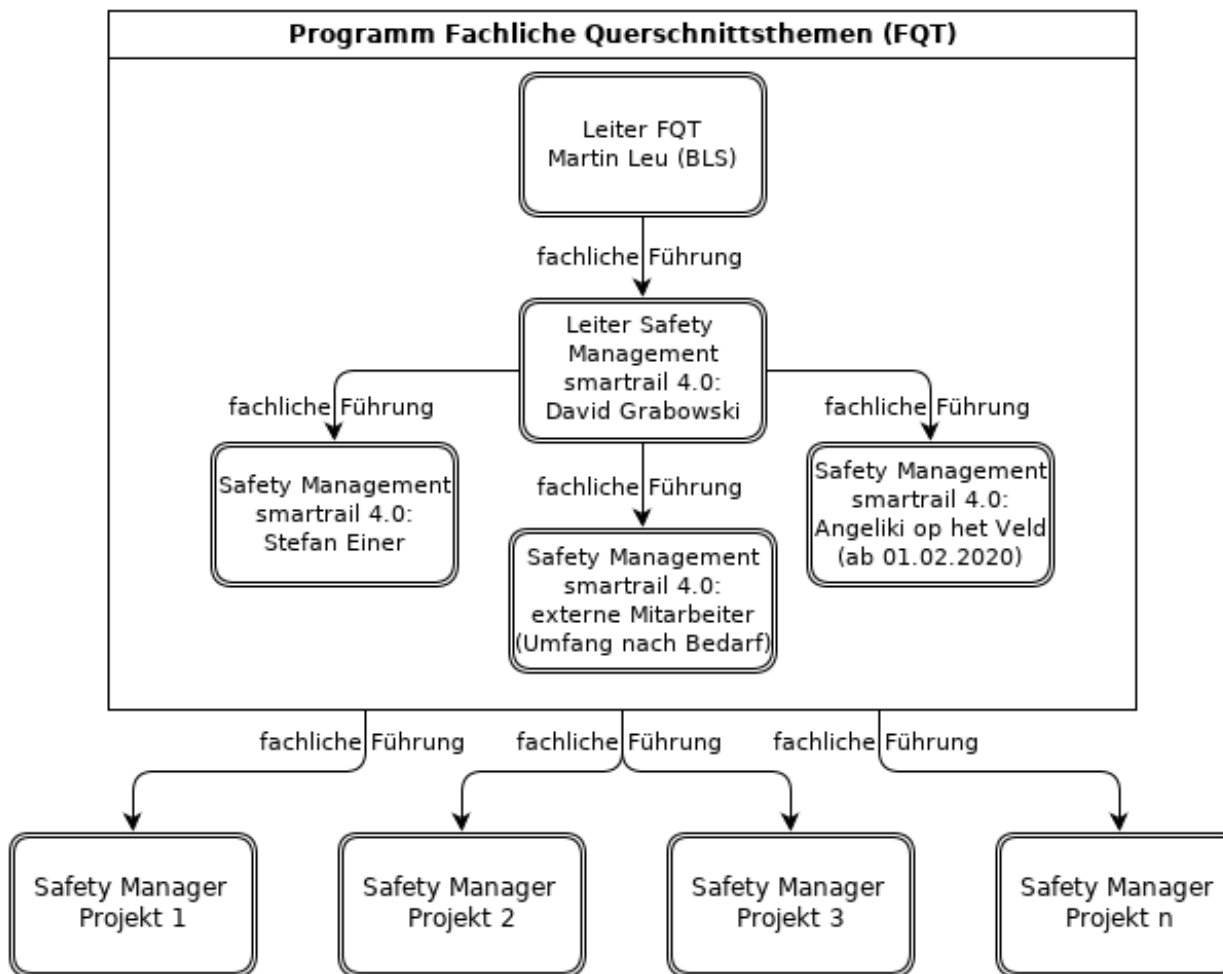 Programm Fachliche Querschnittsthemen (FQT)
Leiter FQT
Martin Leu (BLS)
fachliche Führung
Leiter Safety
Management
smartrail 4.0:
David Grabowski
fachliche Führung
fachliche Führung
fachliche Führung
Safety Management
smartrail 4.0:
Stefan Einer
Safety Management
smartrail 4.0:
externe Mitarbeiter
(Umfang nach Bedarf)
Safety Management
smartrail 4.0:
Angeliki op het Veld
(ab 01.02.2020)
fachliche Führung
fachliche Führung
fachliche Führung
Safety Manager
Projekt 1
Safety Manager
Projekt 2
Safety Manager
Projekt 3
Safety Manager
Projekt n